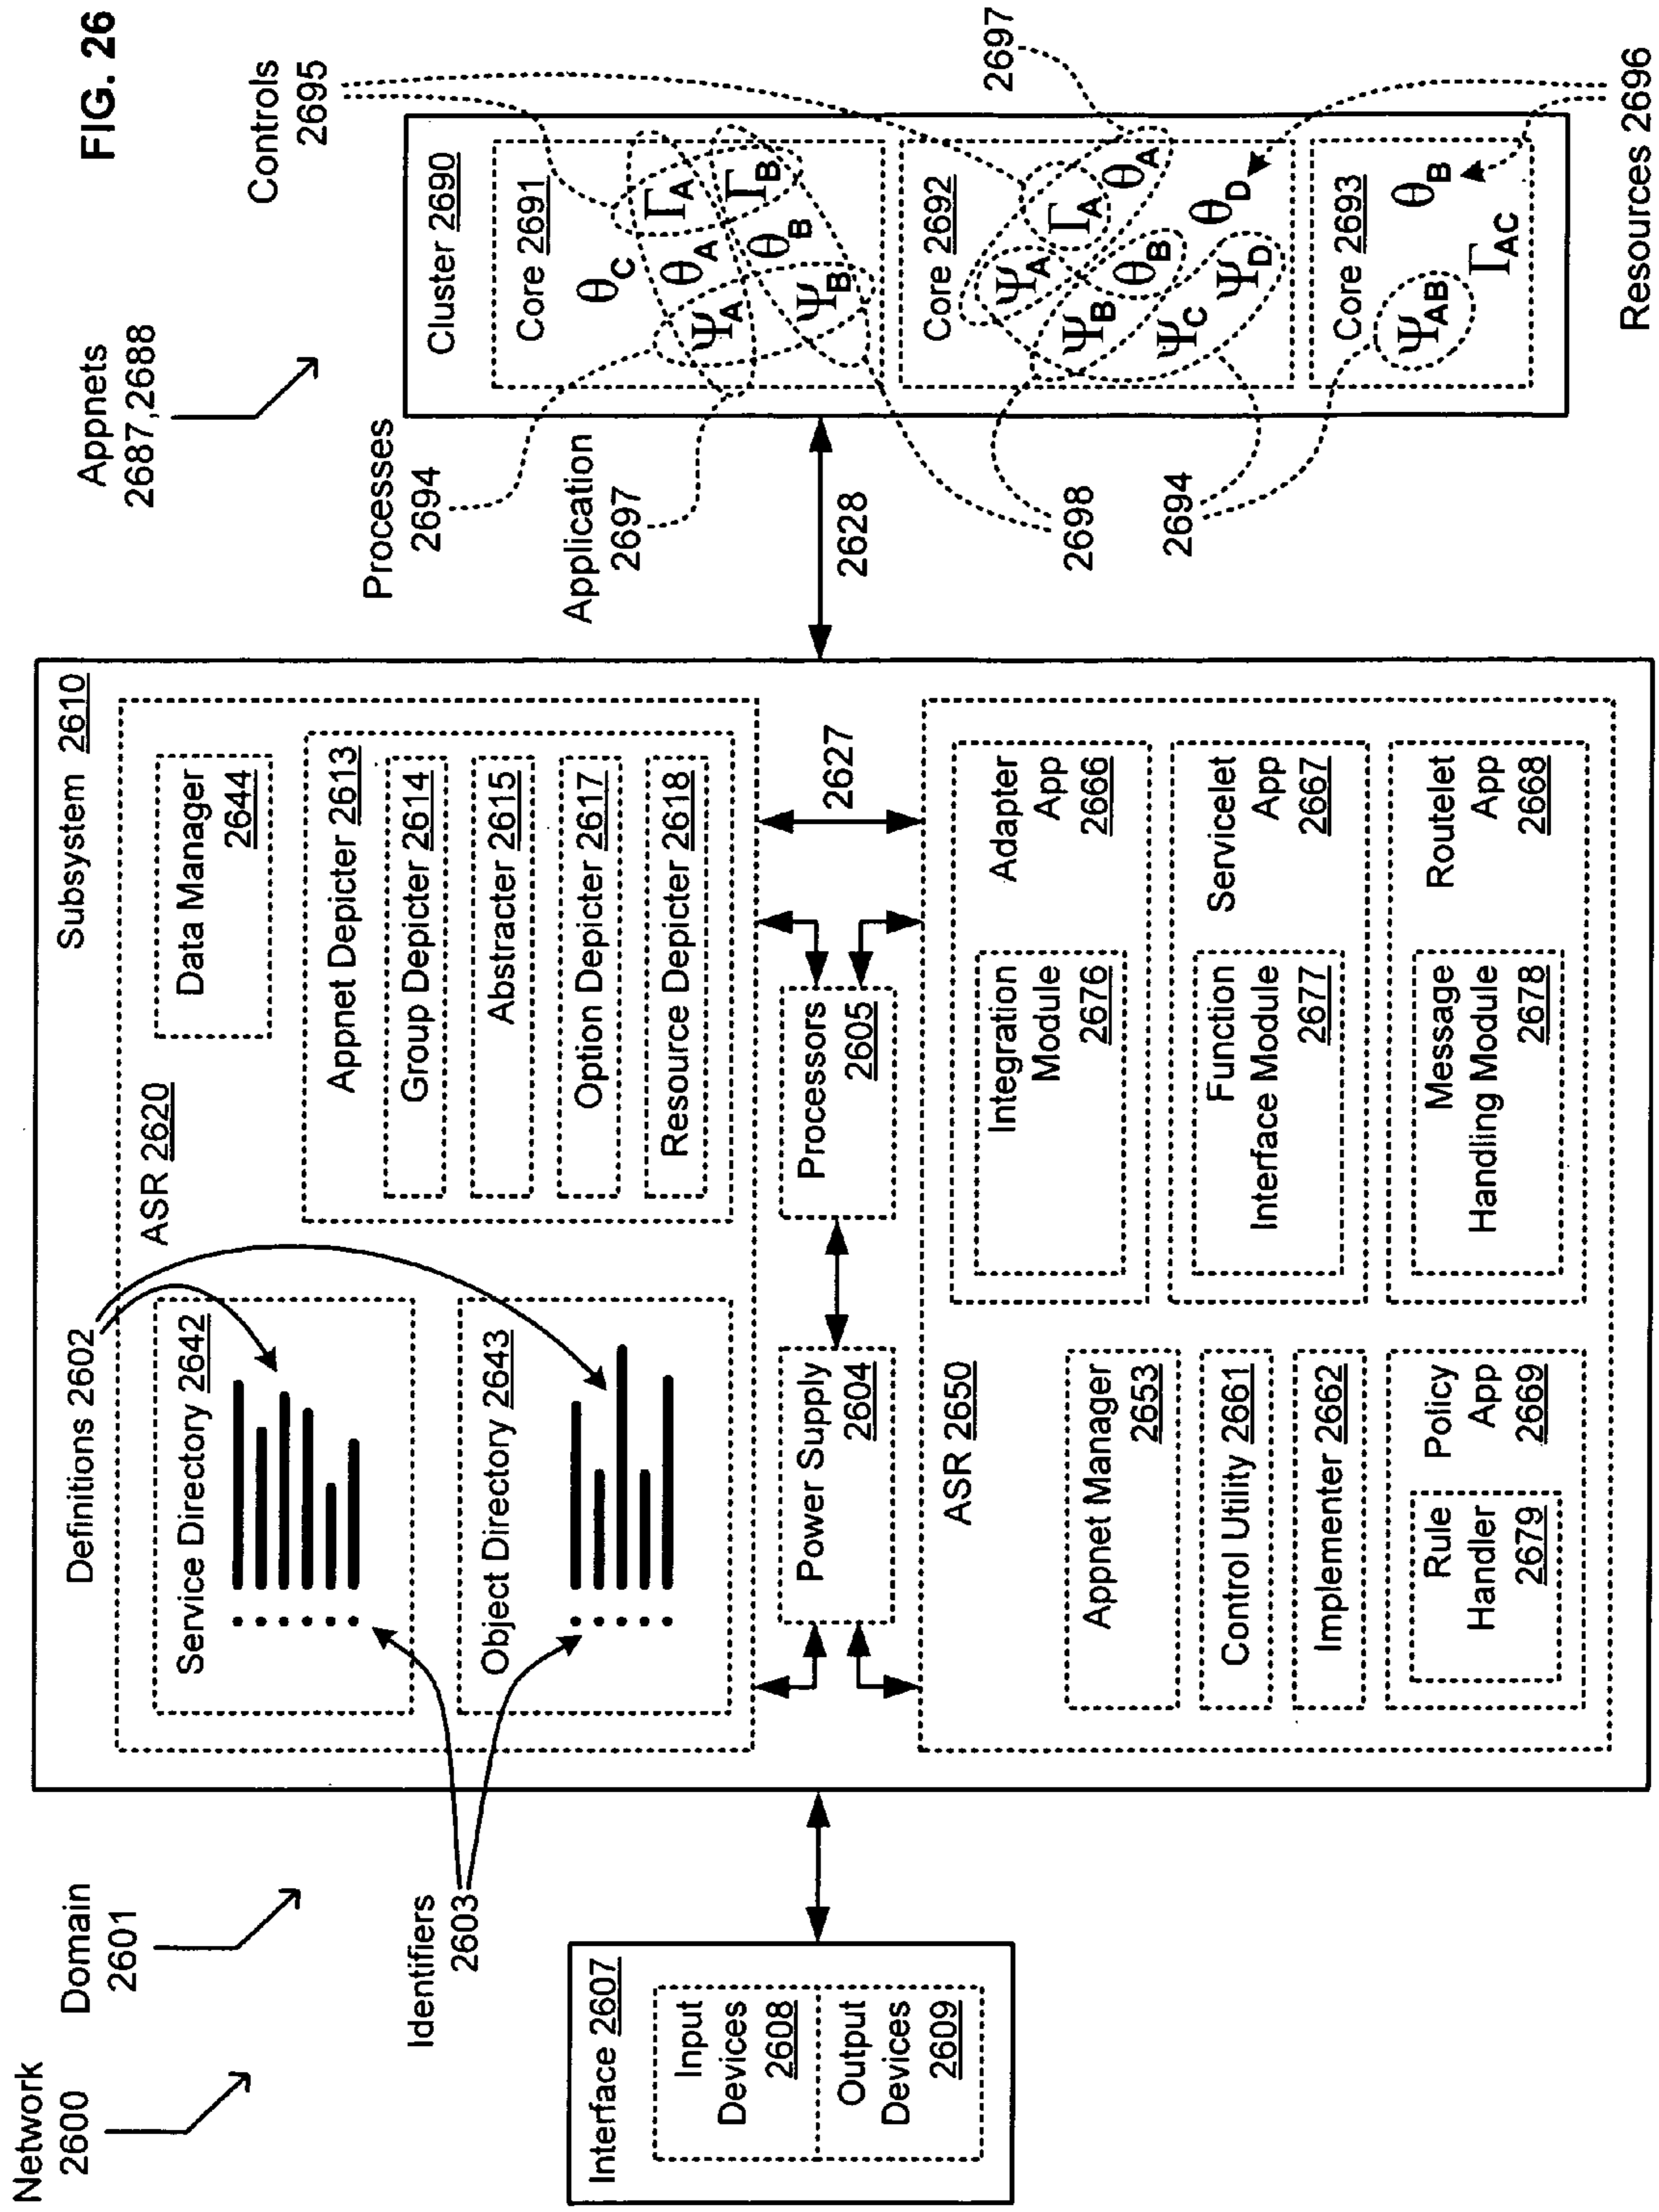 FIG. 26
Network
2600
Domain
2601
Appnets
2687,2688
Controls
2695
Identifiers
2603
Definitions 2602
Interface 2607
Input
Devices
2608
Output
Devices
2609
Subsystem 2610
ASR 2620
Service Directory 2642
Object Directory 2643
Data Manager
2644
Appnet Depicter 2613
Group Depicter 2614
Abstracter 2615
Option Depicter 2617
Resource Depicter 2618
Power Supply
2604
Processors
2605
2627
ASR 2650
Appnet Manager
2653
Control Utility 2661
Implementer 2662
Policy
App
2669
Rule
Handler
2679
Adapter
App
2666
Integration
Module
2676
Servicelet
App
2667
Function
Interface Module
2677
Routelet
App
2668
Message
Handling Module
2678
2628
Processes
2694
Application
2697
2698
2694
2697
Resources 2696
Cluster 2690
Core 2691
θC
ΨA θA ΓA
ΨB θB ΓB
Core 2692
ΨA ΓA θA
ΨB θB θD
ΨC ΨD
Core 2693
ΨAB θB
ΓAC